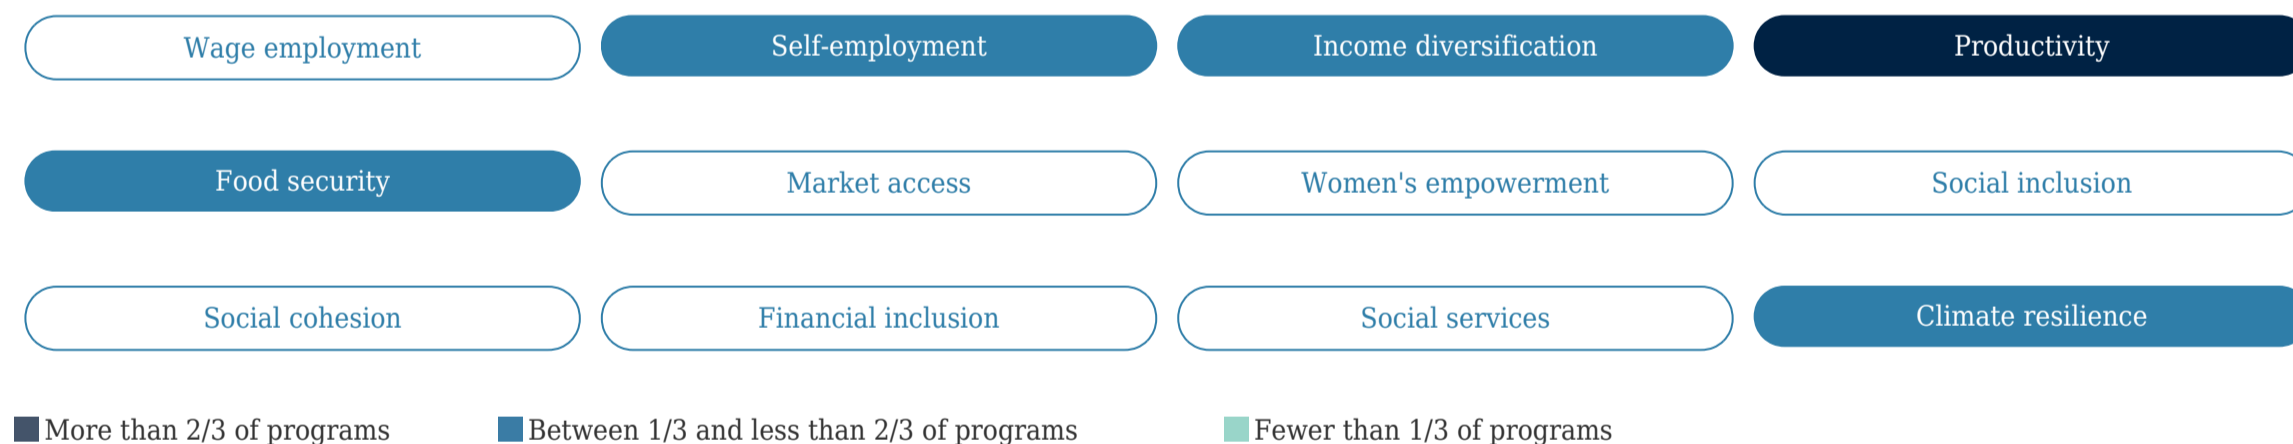 Wage employment Self-employment Income diversification Productivity
Food security Market access Women's empowerment Social inclusion
Social cohesion Financial inclusion Social services Climate resilience
More than 2/3 of programs Between 1/3 and less than 2/3 of programs Fewer than 1/3 of programs